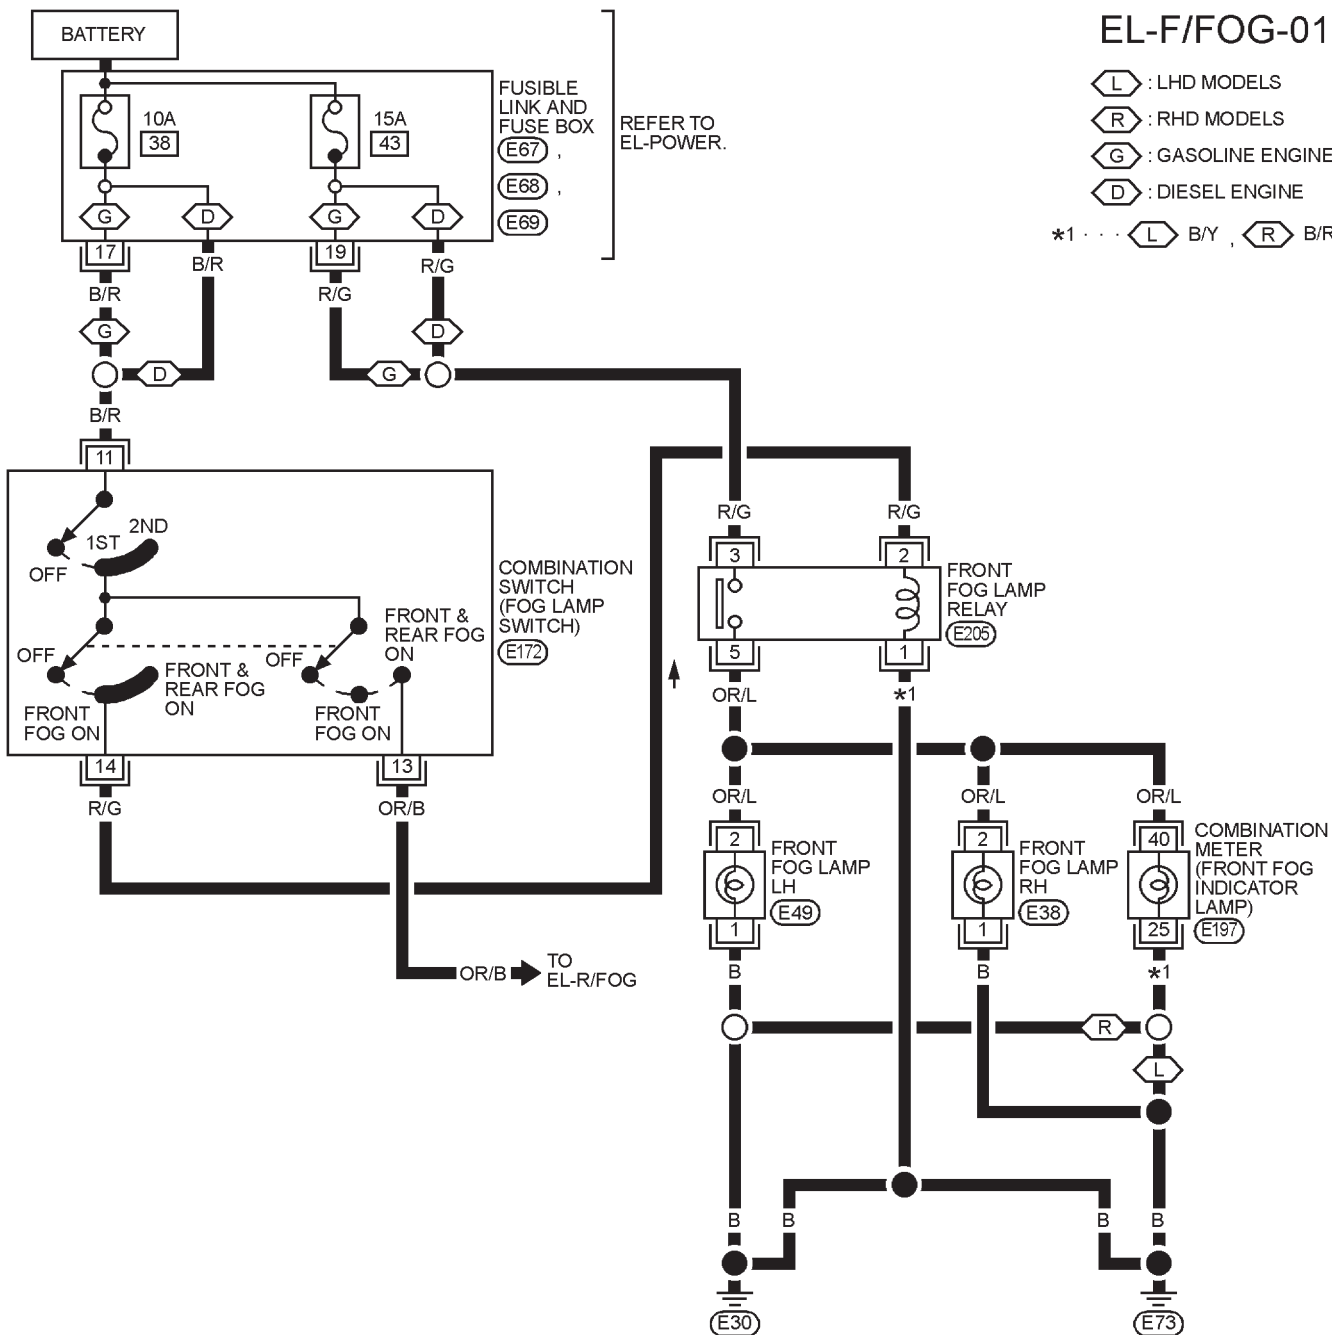 EL-F/FOG-01
BATTERY
L : LHD MODELS
R : RHD MODELS
G : GASOLINE ENGINE
D : DIESEL ENGINE
*1 · · · L B/Y , R B/R
10A
38
15A
43
FUSIBLE
LINK AND
FUSE BOX
E67 ,
E68 ,
E69
REFER TO
EL-POWER.
G
D
G
D
17
19
B/R
R/G
B/R
R/G
G
D
D
G
B/R
11
OFF
1ST
2ND
OFF
FRONT &
REAR FOG
ON
FRONT
FOG ON
OFF
FRONT &
REAR FOG
ON
FRONT
FOG ON
COMBINATION
SWITCH
(FOG LAMP
SWITCH)
E172
14
13
R/G
OR/B
OR/B
TO
EL-R/FOG
R/G
R/G
3
2
FRONT
FOG LAMP
RELAY
E205
5
1
OR/L
*1
OR/L
OR/L
OR/L
2
FRONT
FOG LAMP
LH
E49
1
2
FRONT
FOG LAMP
RH
E38
1
40
COMBINATION
METER
(FRONT FOG
INDICATOR
LAMP)
E197
25
B
B
*1
R
L
B
B
B
B
E30
E73